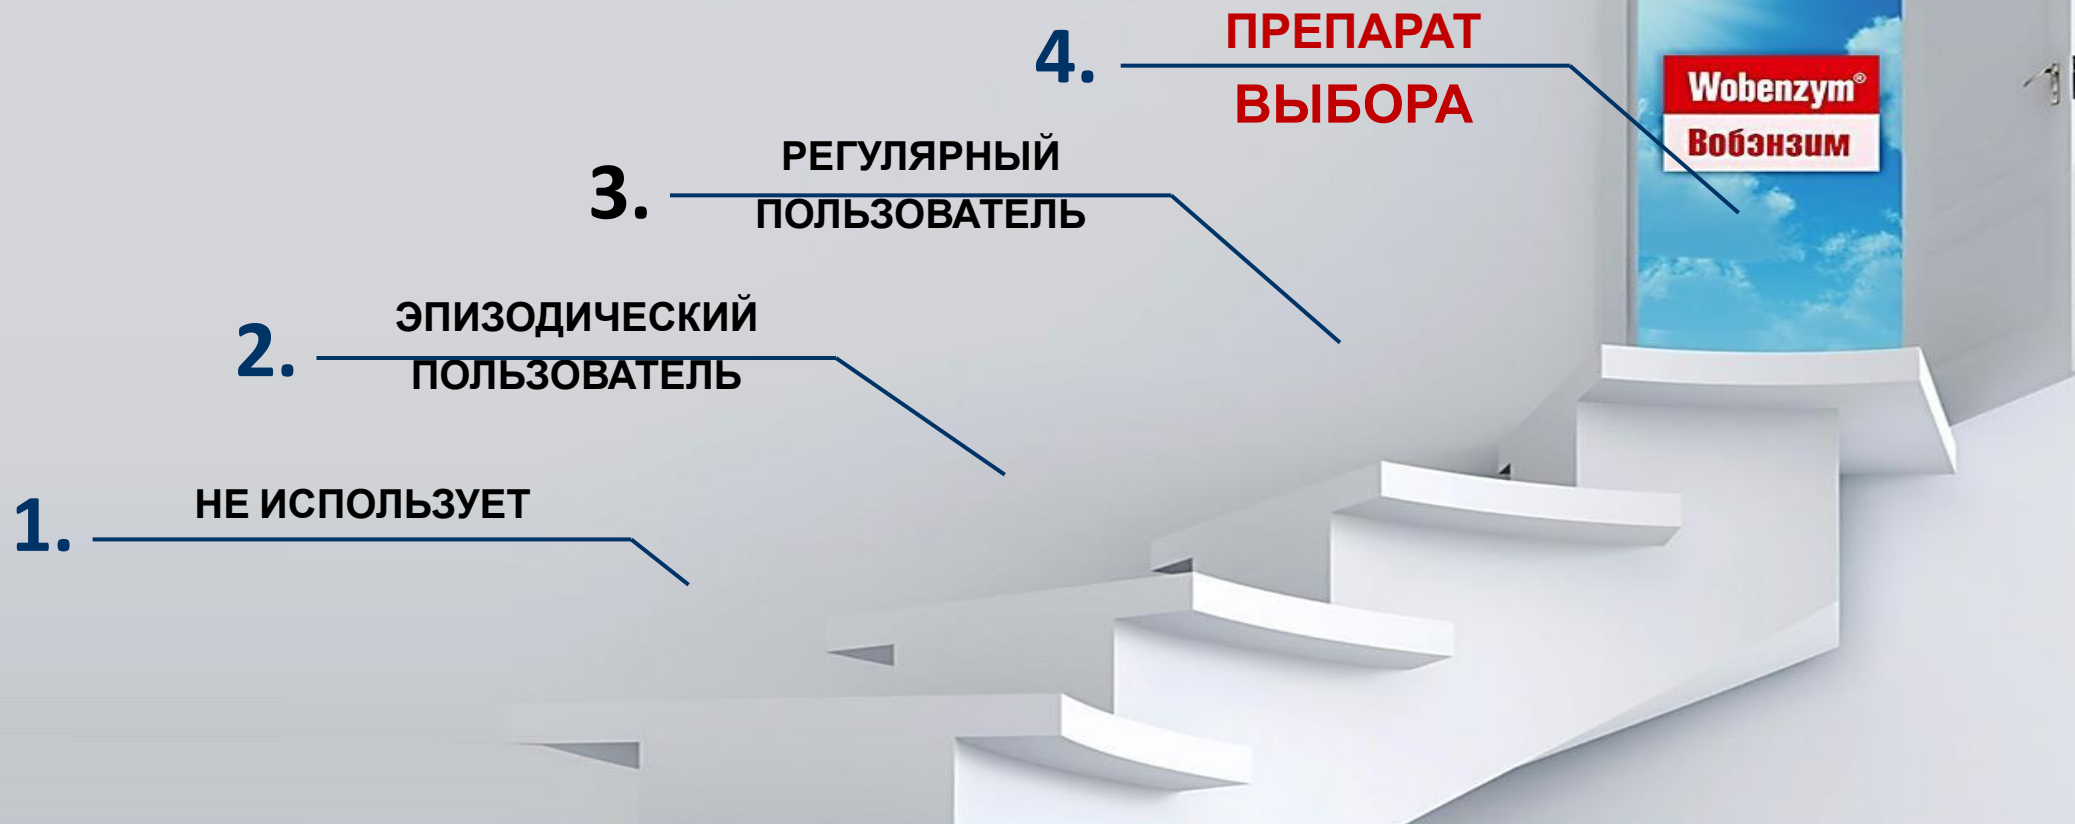 4.
ПРЕПАРАТ
ВЫБОРА
Wobenzym®
Вобэнзим
3.
РЕГУЛЯРНЫЙ
ПОЛЬЗОВАТЕЛЬ
2.
ЭПИЗОДИЧЕСКИЙ
ПОЛЬЗОВАТЕЛЬ
1.
НЕ ИСПОЛЬЗУЕТ